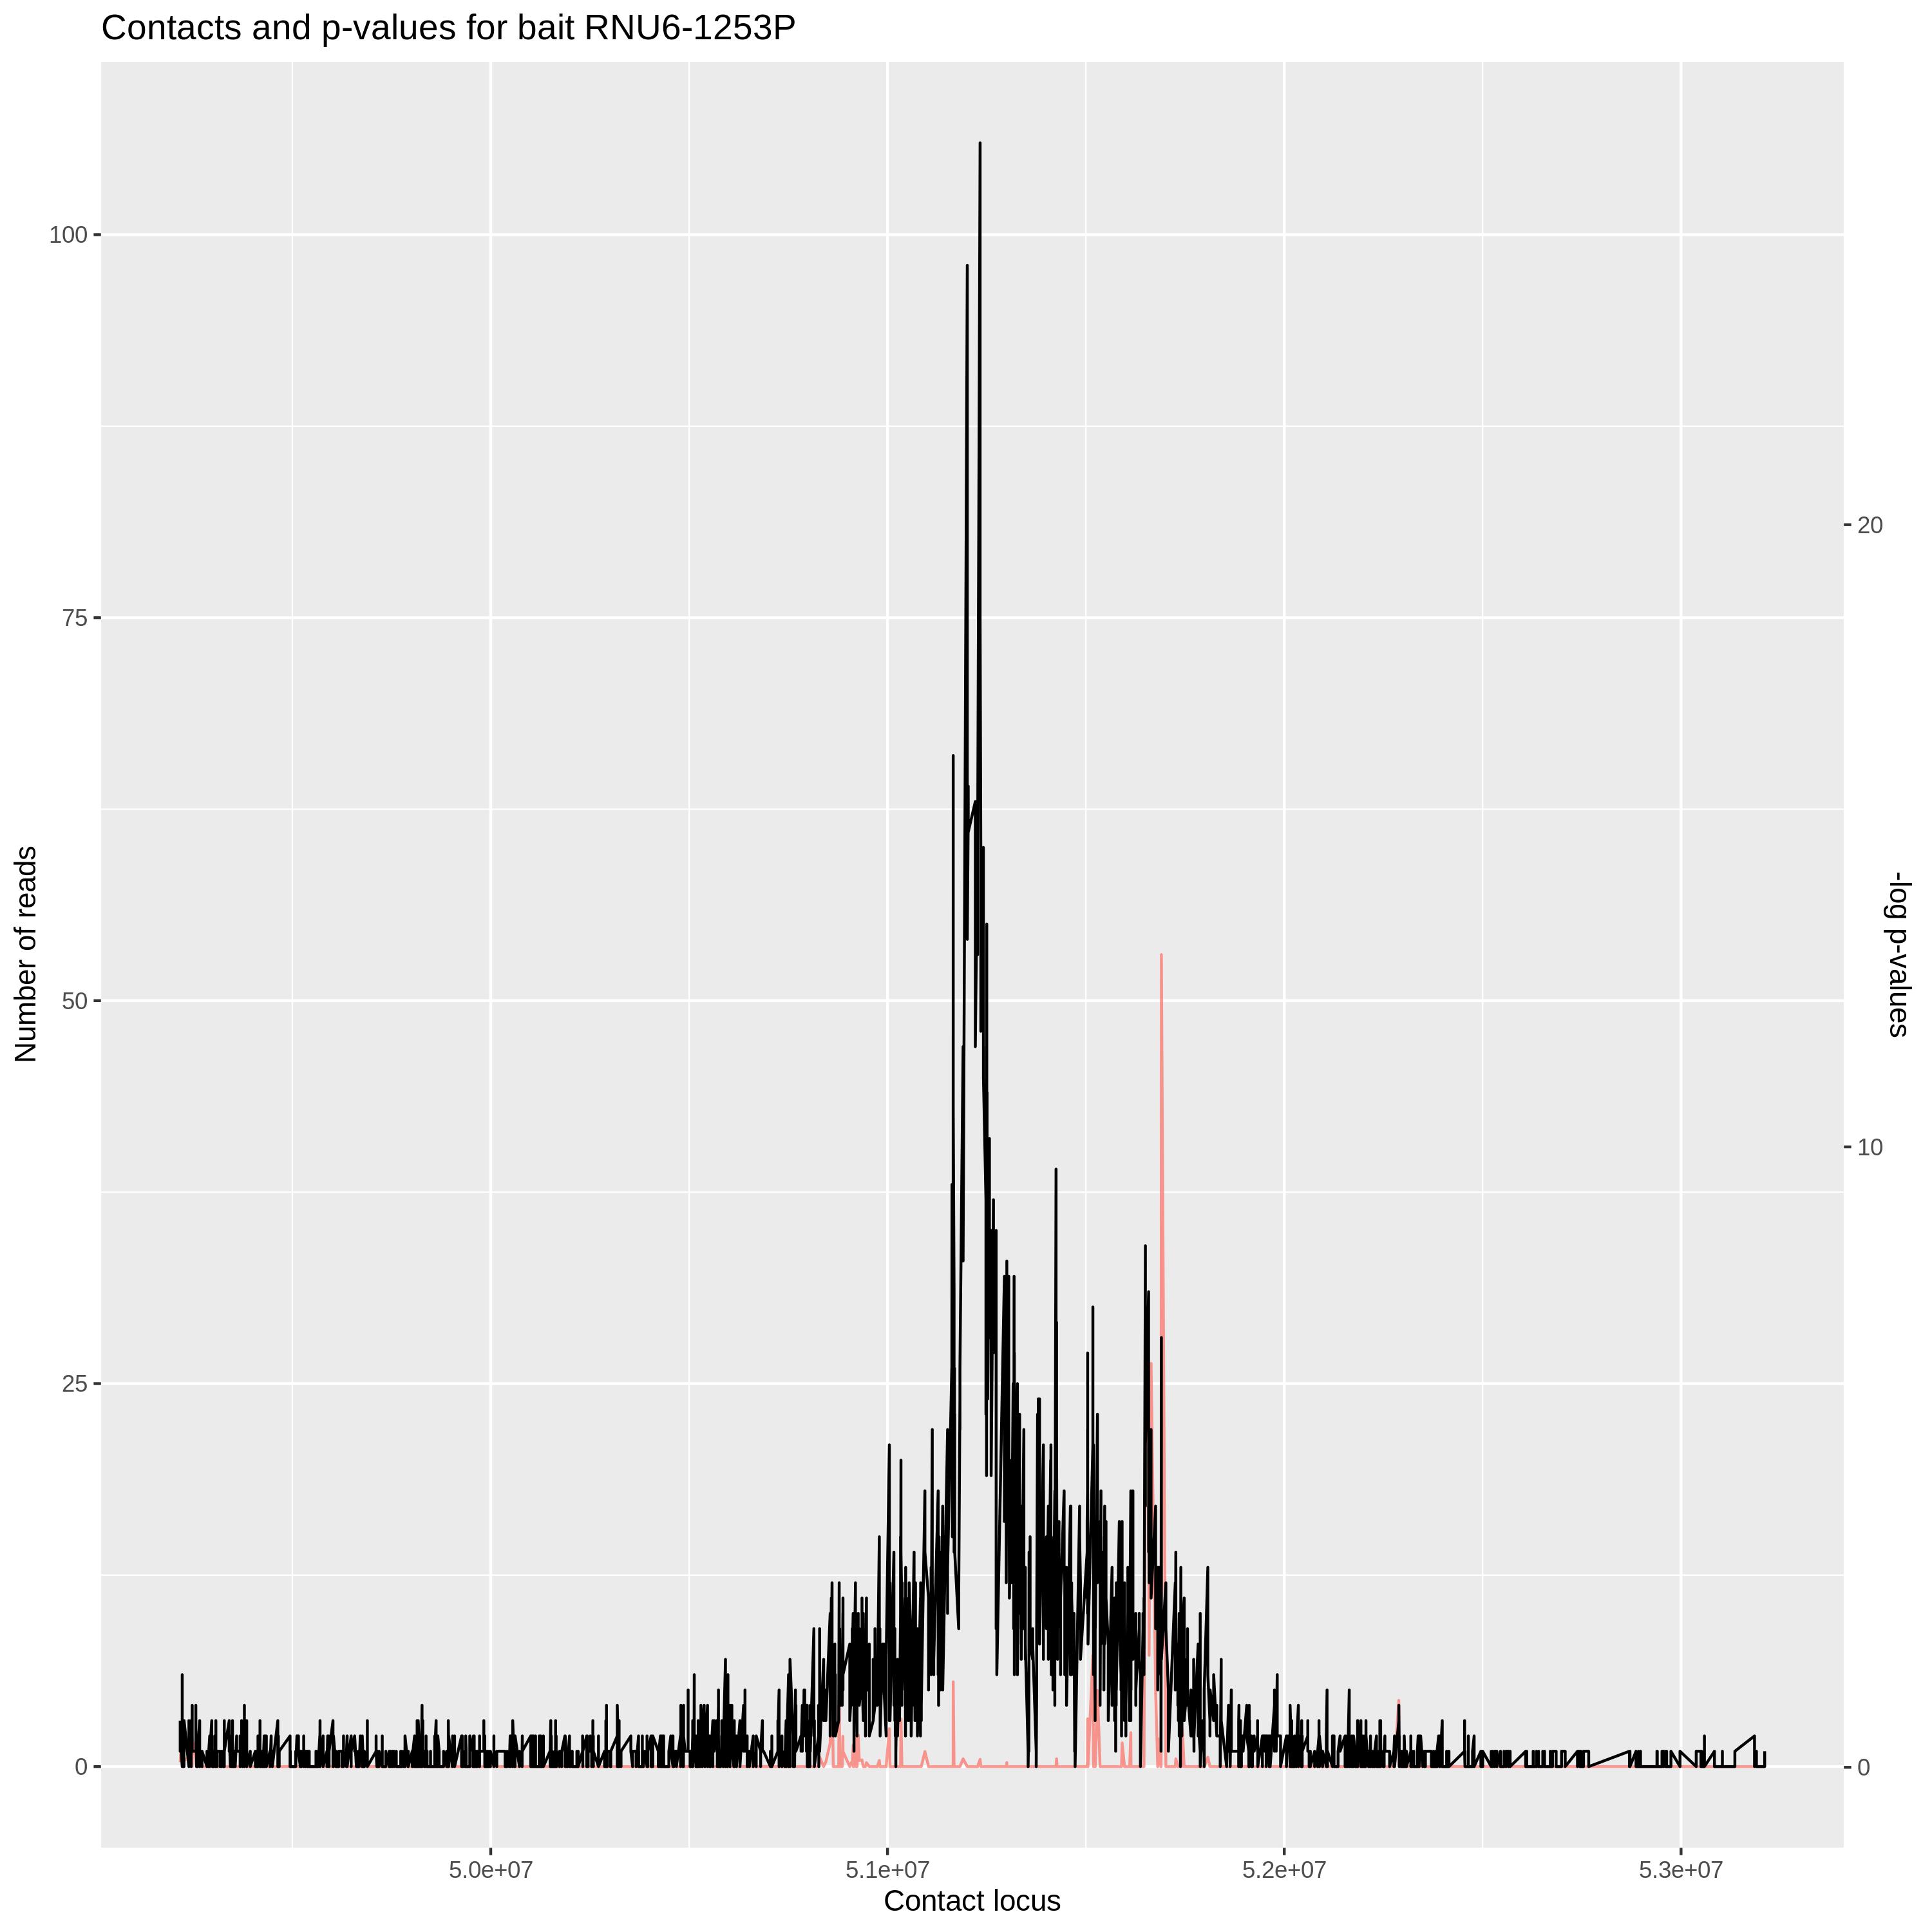 Contacts and p-values for bait RNU6-1253P
Number of reads
100
75
50
25
0
20
10
0
-log p-values
5.0e+07
5.1e+07
5.2e+07
5.3e+07
Contact locus